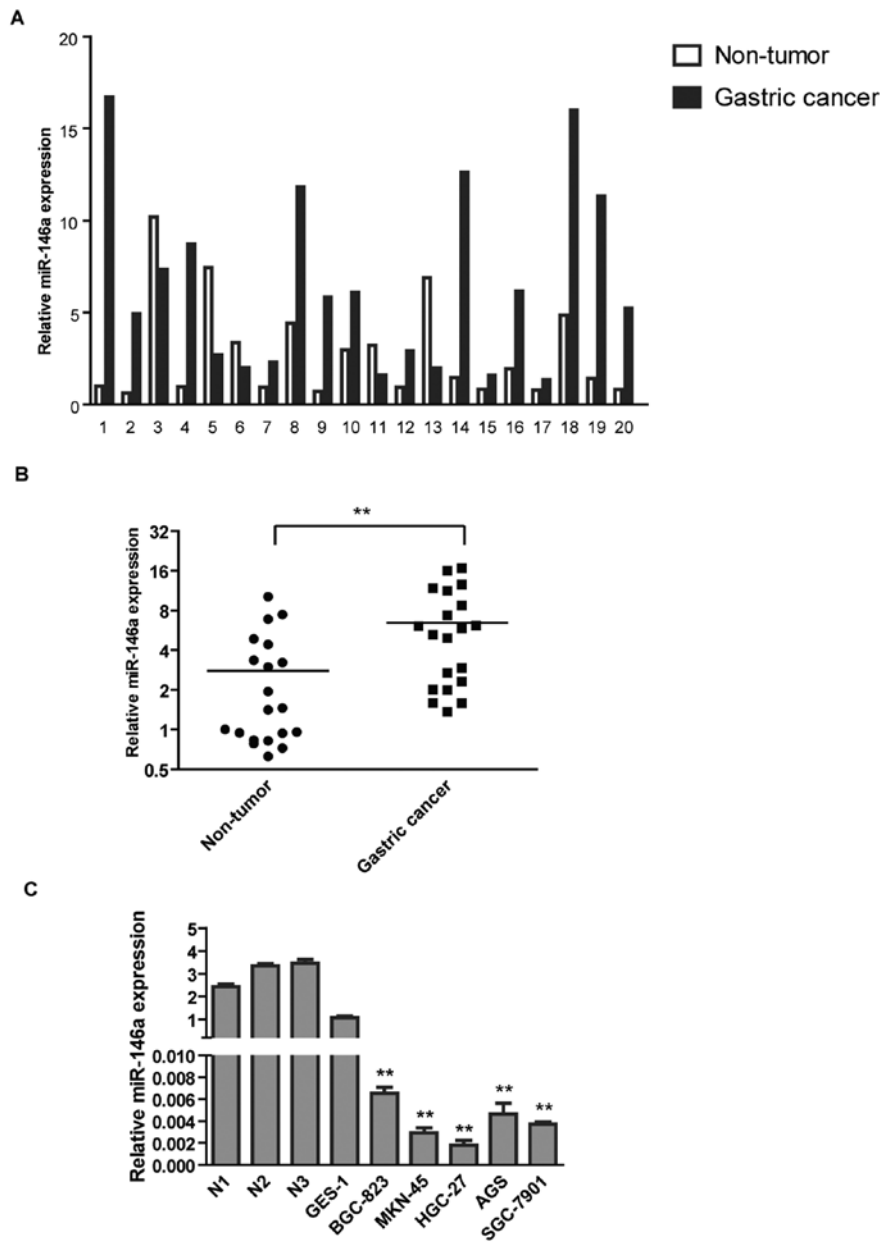 A
Relative miR-146a expression
20
15
10
5
0
1 2 3 4 5 6 7 8 9 10 11 12 13 14 15 16 17 18 19 20
Non-tumor
Gastric cancer
B
Relative miR-146a expression
32
16
8
4
2
1
0.5
**
Non-tumor
Gastric cancer
C
Relative miR-146a expression
5
4
3
2
1
0.010
0.008
0.006
0.004
0.002
0.000
**
**
**
**
**
N1
N2
N3
GES-1
BGC-823
MKN-45
HGC-27
AGS
SGC-7901